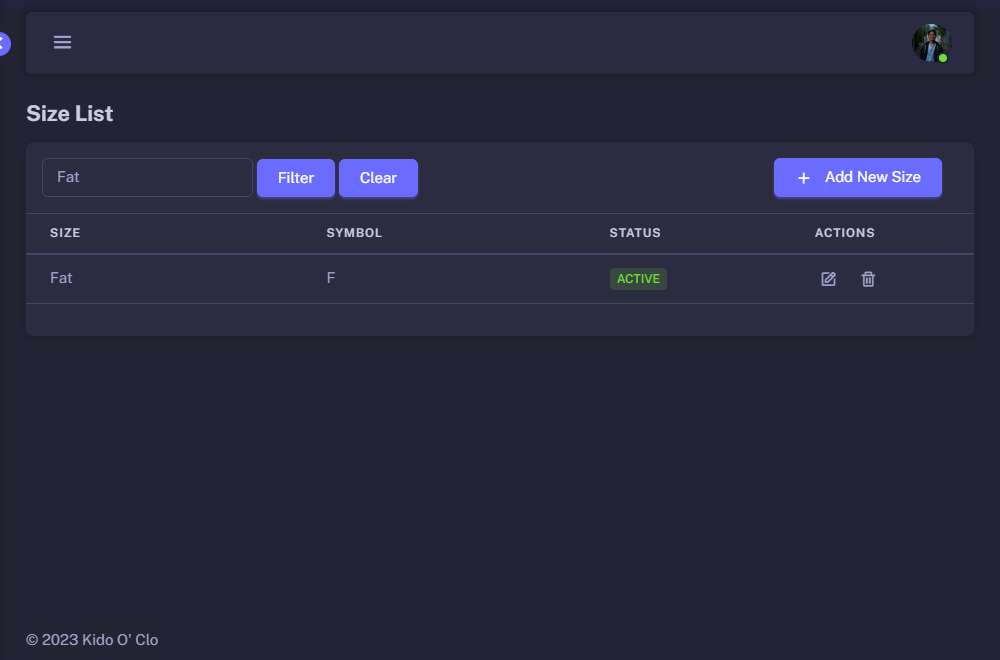 Size List
Fat Filter Clear + Add New Size
SIZE SYMBOL STATUS ACTIONS
Fat F ACTIVE
© 2023 Kido O' Clo